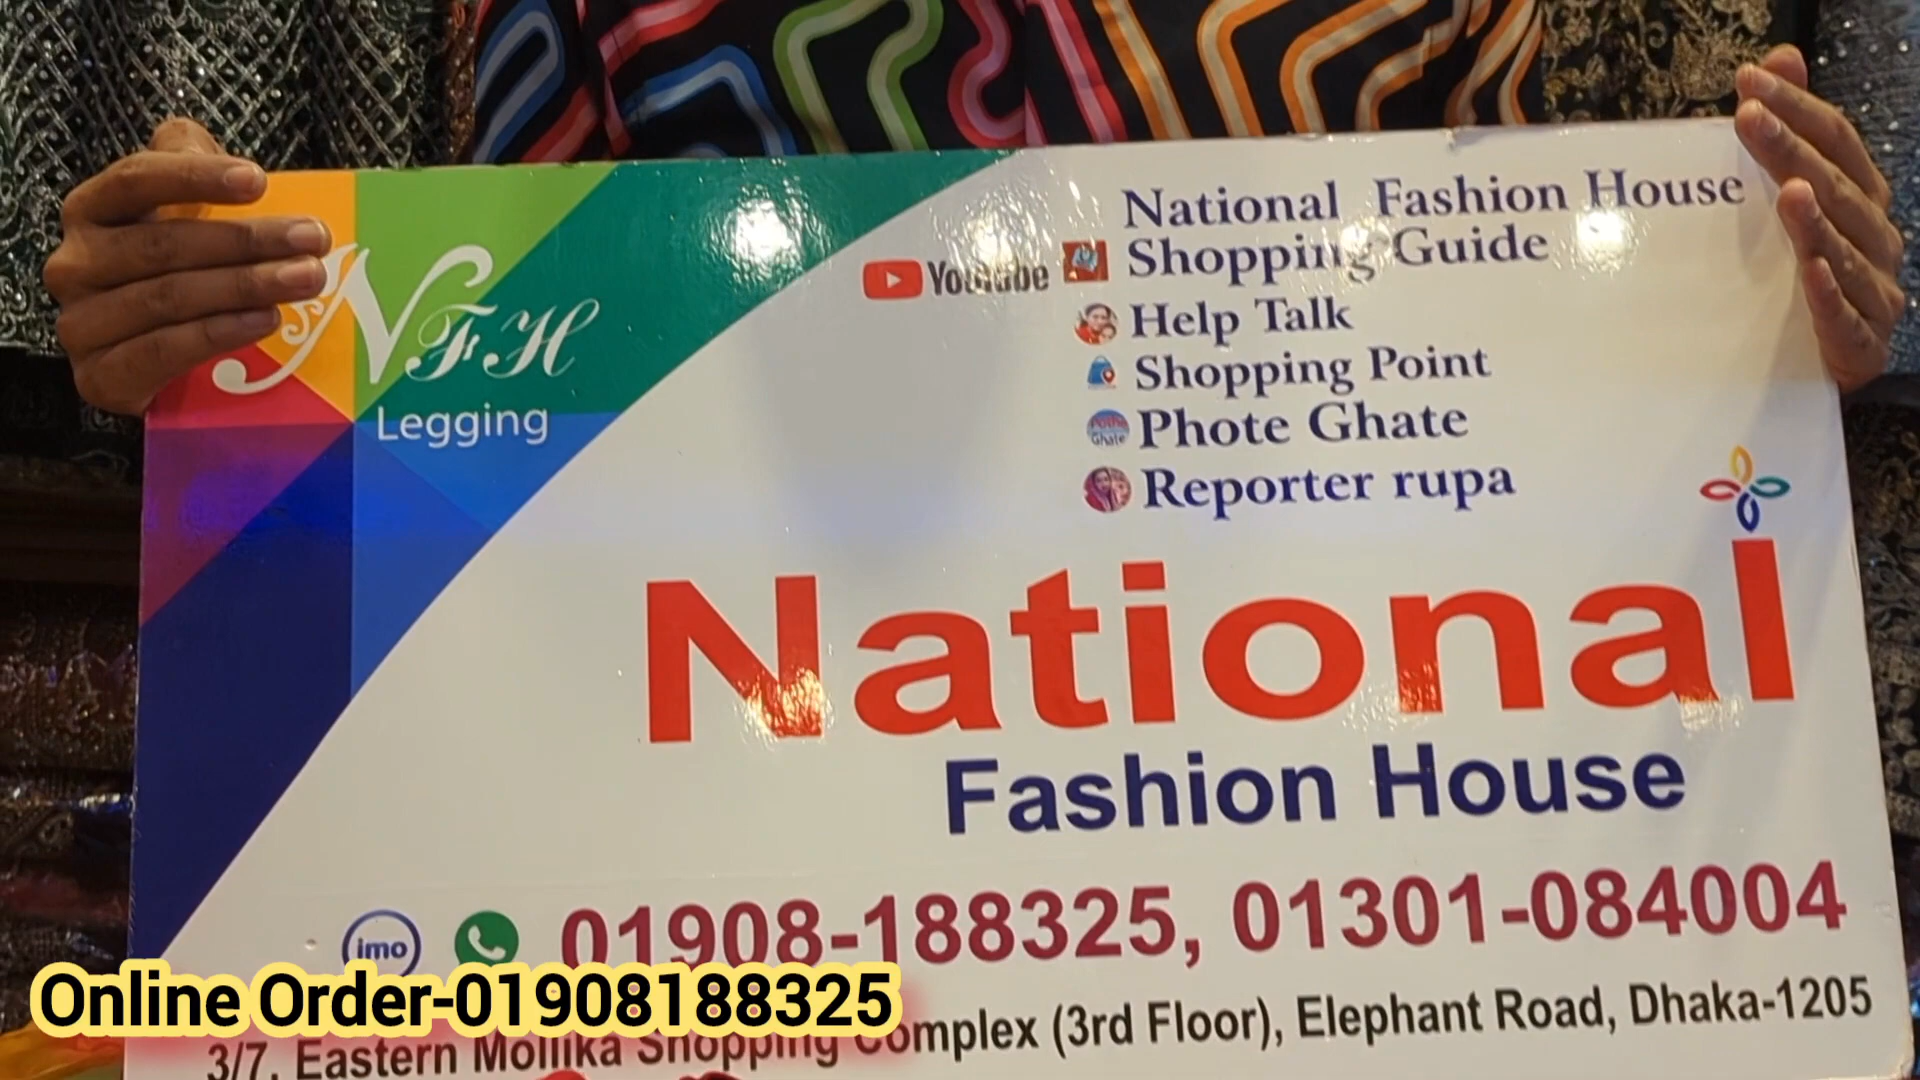 NFH
Legging
National Fashion House
YouTube Shopping Guide
Help Talk
Shopping Point
Potha Ghate Phote Ghate
Reporter rupa
National
Fashion House
imo 01908-188325, 01301-084004
Online Order-01908188325
3/7, Eastern Mollika Shopping Complex (3rd Floor), Elephant Road, Dhaka-1205